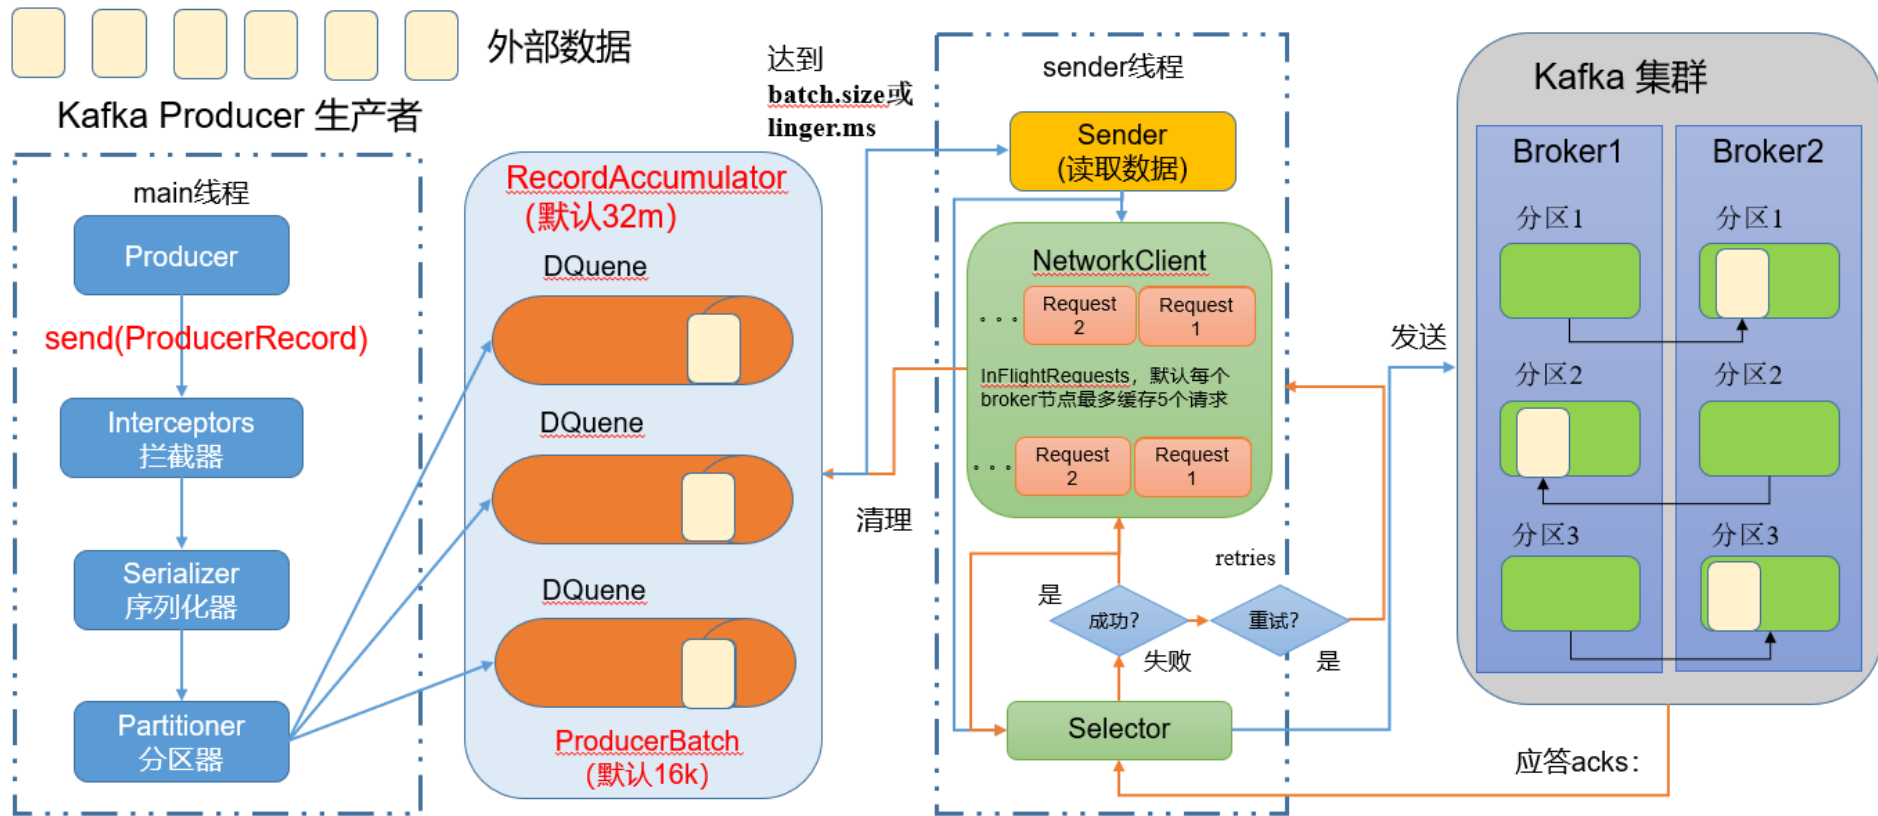 外部数据
Kafka Producer 生产者
main线程
Producer
send(ProducerRecord)
Interceptors
拦截器
Serializer
序列化器
Partitioner
分区器
RecordAccumulator
(默认32m)
DQuene
DQuene
DQuene
ProducerBatch
(默认16k)
达到
batch.size或
linger.ms
清理
sender线程
Sender
(读取数据)
NetworkClient
。。。
Request
2
Request
1
InFlightRequests，默认每个
broker节点最多缓存5个请求
。。。
Request
2
Request
1
retries
是
成功?
重试?
失败
是
Selector
发送
Kafka 集群
Broker1
Broker2
分区1
分区1
分区2
分区2
分区3
分区3
应答acks：